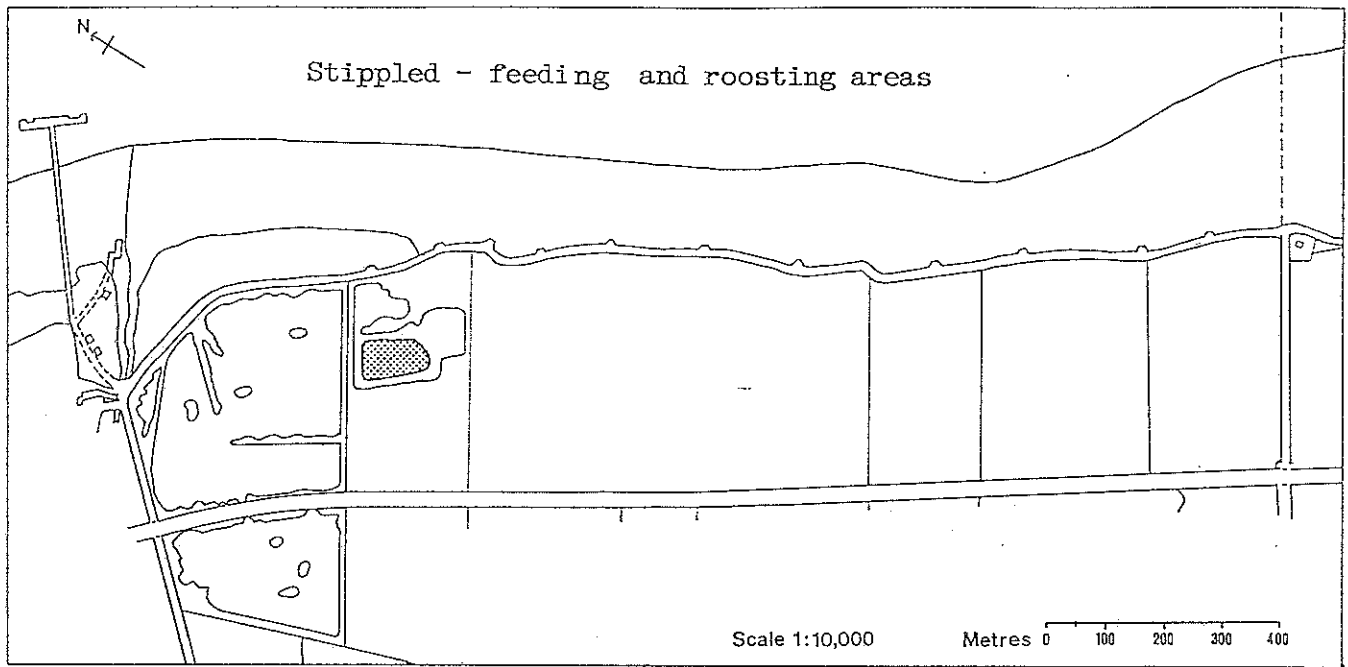 N
Stippled - feeding and roosting areas
Scale 1:10,000 Metres 0 100 200 300 400